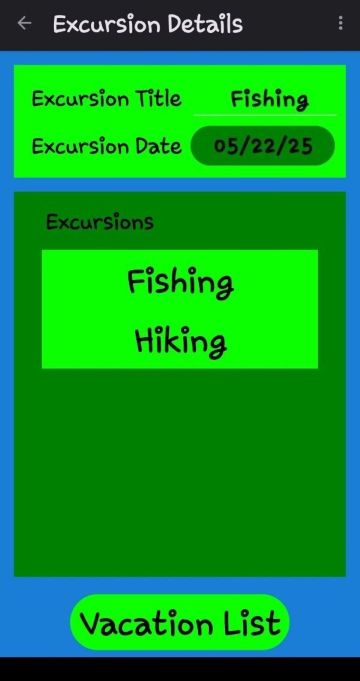 Excursion Details
Excursion Title Fishing
Excursion Date 05/22/25
Excursions
Fishing
Hiking
Vacation List